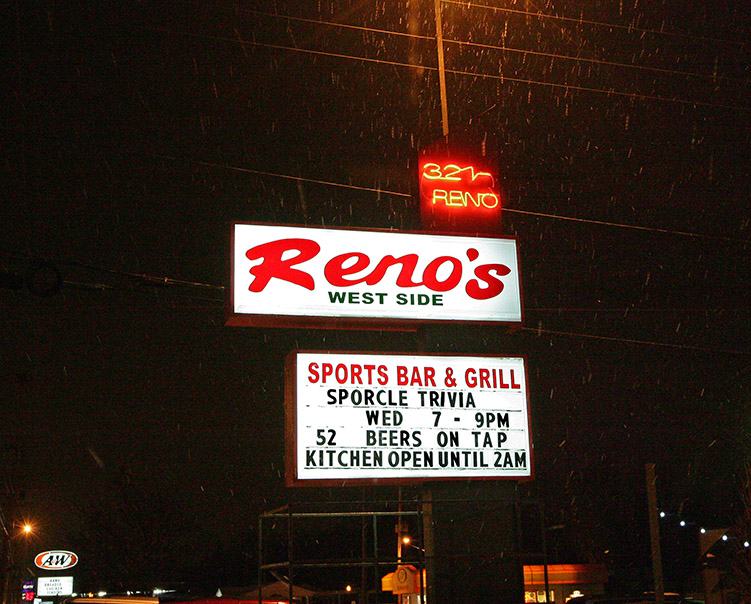 321-
RENO
Reno's
WEST SIDE
SPORTS BAR & GRILL
SPORCLE TRIVIA
WED 7 - 9PM
52 BEERS ON TAP
KITCHEN OPEN UNTIL 2AM
A&W